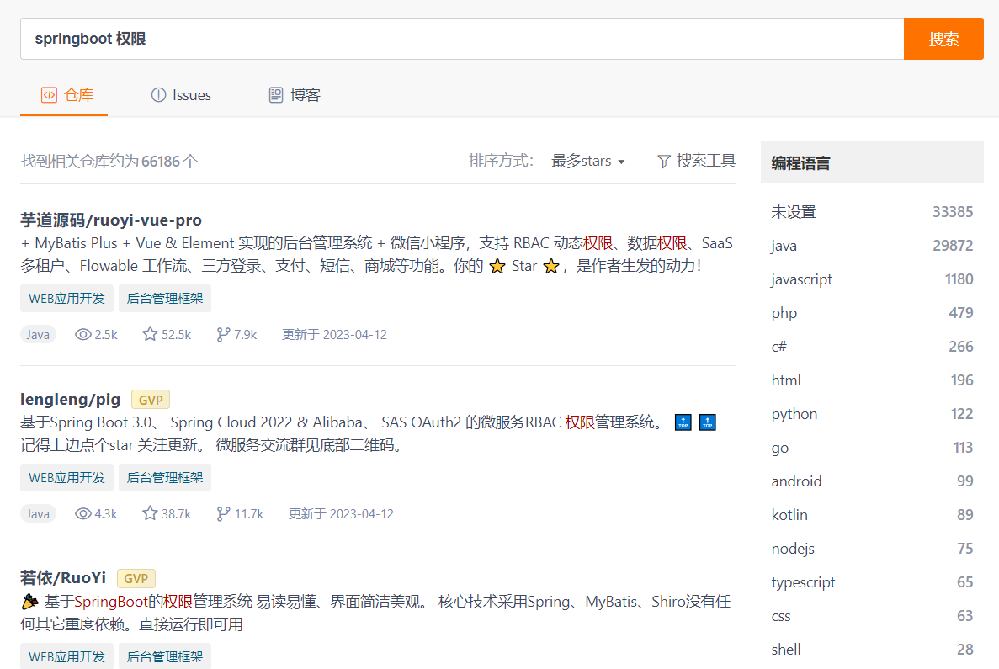 springboot 权限
搜索
仓库
Issues
博客
找到相关仓库约为 66186 个
排序方式： 最多stars
搜索工具
芋道源码/ruoyi-vue-pro
+ MyBatis Plus + Vue & Element 实现的后台管理系统 + 微信小程序，支持 RBAC 动态权限、数据权限、SaaS
多租户、Flowable 工作流、三方登录、支付、短信、商城等功能。你的 ⭐ Star ⭐，是作者生发的动力！
WEB应用开发 后台管理框架
Java 2.5k 52.5k 7.9k 更新于 2023-04-12
lengleng/pig GVP
基于Spring Boot 3.0、 Spring Cloud 2022 & Alibaba、 SAS OAuth2 的微服务RBAC 权限管理系统。 TOP TOP
记得上边点个star 关注更新。 微服务交流群见底部二维码。
WEB应用开发 后台管理框架
Java 4.3k 38.7k 11.7k 更新于 2023-04-12
若依/RuoYi GVP
🎉 基于SpringBoot的权限管理系统 易读易懂、界面简洁美观。 核心技术采用Spring、MyBatis、Shiro没有任
何其它重度依赖。直接运行即可用
WEB应用开发 后台管理框架
编程语言
未设置 33385
java 29872
javascript 1180
php 479
c# 266
html 196
python 122
go 113
android 99
kotlin 89
nodejs 75
typescript 65
css 63
shell 28